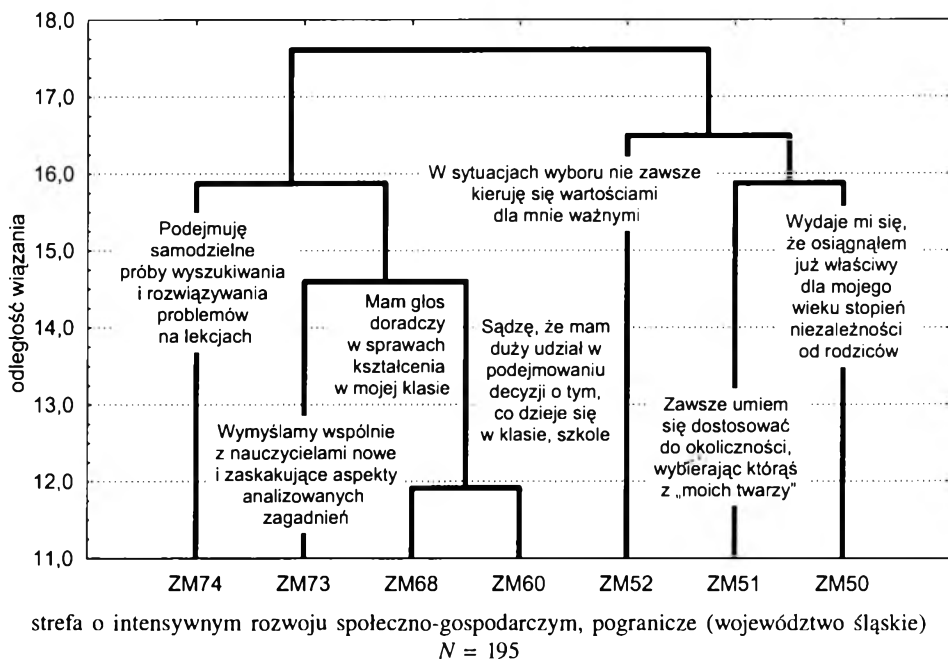 18,0
17,0
16,0
15,0
14,0
13,0
12,0
11,0
odległość wiązania
Podejmuję
samodzielne
próby wyszukiwania
i rozwiązywania
problemów
na lekcjach
Wymyślamy wspólnie
z nauczycielami nowe
i zaskakujące aspekty
analizowanych
zagadnień
Mam głos
doradczy
w sprawach
kształcenia
w mojej klasie
Sądzę, że mam
duży udział w
podejmowaniu
decyzji o tym,
co dzieje się
w klasie, szkole
W sytuacjach wyboru nie zawsze
kieruję się wartościami
dla mnie ważnymi
Zawsze umiem
się dostosować
do okoliczności,
wybierając którąś
z „moich twarzy"
Wydaje mi się,
że osiągnąłem
już właściwy
dla mojego
wieku stopień
niezależności
od rodziców
ZM74 ZM73 ZM68 ZM60 ZM52 ZM51 ZM50
strefa o intensywnym rozwoju społeczno-gospodarczym, pogranicze (województwo śląskie)
N = 195